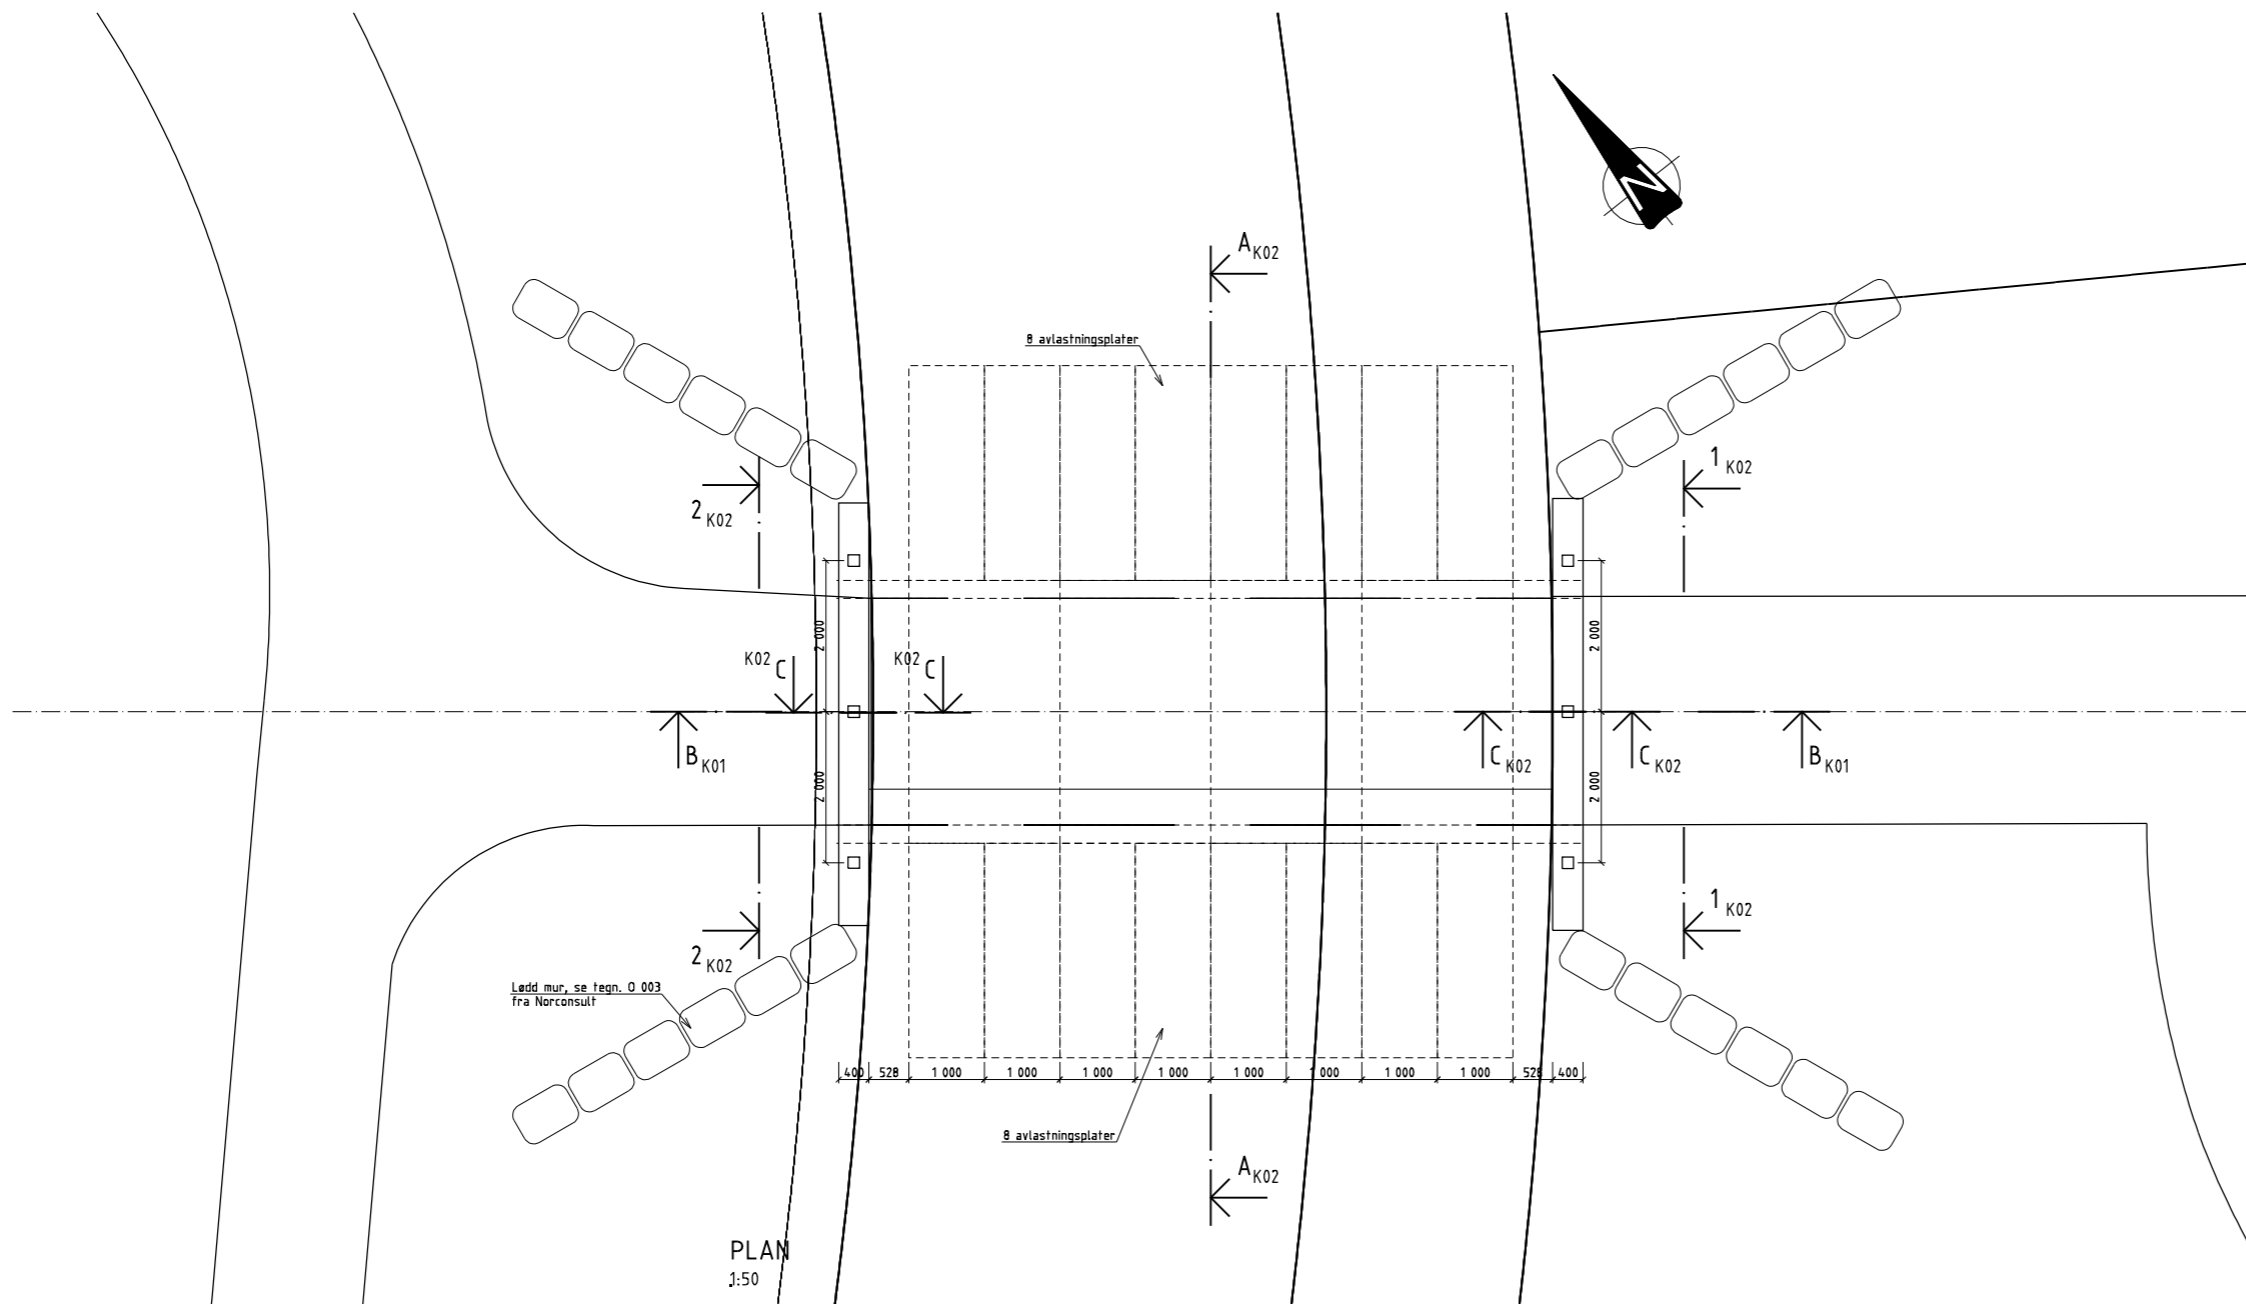 N
A K02
8 avlastningsplater
1 K02
2 K02
2 000
2 000
K02 C
K02 C
B K01
C K02
C K02
B K01
2 000
2 000
1 K02
2 K02
Lødd mur, se tegn. O 003
fra Norconsult
400 528 1 000 1 000 1 000 1 000 1 000 1 000 1 000 1 000 528 400
8 avlastningsplater
A K02
PLAN
1:50